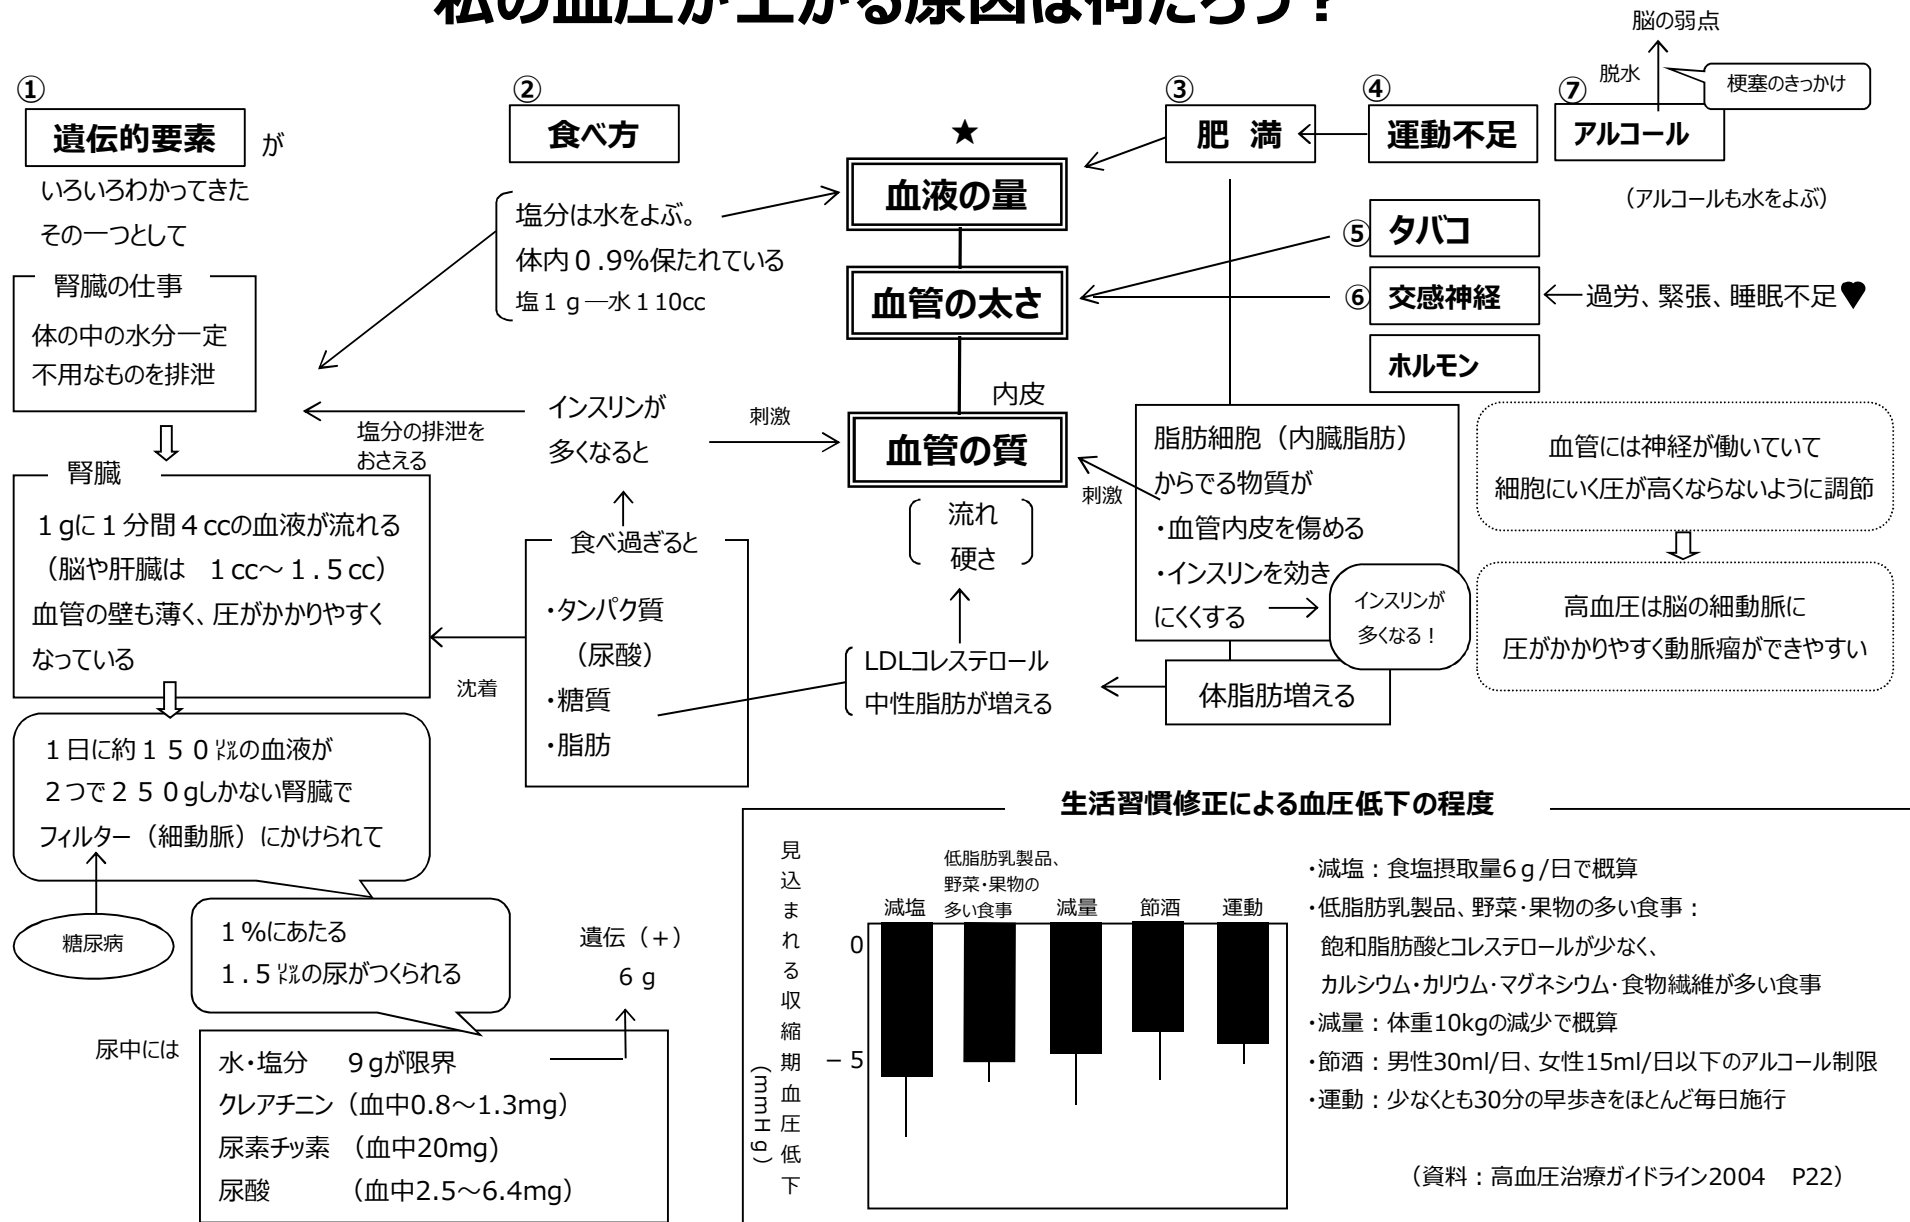 私の血圧が上がる原因は何だろう？
①
遺伝的要素
が
いろいろわかってきた
その一つとして
腎臓の仕事
体の中の水分一定
不用なものを排泄
腎臓
１gに１分間４ccの血液が流れる
（脳や肝臓は　１cc～１.５cc）
血管の壁も薄く、圧がかかりやすく
なっている
１日に約１５０㍑の血液が
２つで２５０gしかない腎臓で
フィルター（細動脈）にかけられて
糖尿病
１%にあたる
１.５㍑の尿がつくられる
尿中には
水・塩分　９gが限界
クレアチニン（血中0.8～1.3mg）
尿素チッ素　（血中20mg)
尿酸　（血中2.5～6.4mg）
遺伝（+）
６g
②
食べ方
塩分は水をよぶ。
体内０.９%保たれている
塩１ｇ―水１10cc
インスリンが
多くなると
塩分の排泄を
おさえる
刺激
食べ過ぎると
・タンパク質
（尿酸）
・糖質
・脂肪
沈着
★
血液の量
血管の太さ
内皮
血管の質
流れ
硬さ
LDLコレステロール
中性脂肪が増える
③
肥　満
④
運動不足
⑦
アルコール
脳の弱点
脱水
梗塞のきっかけ
（アルコールも水をよぶ）
⑤
タバコ
⑥
交感神経
過労、緊張、睡眠不足♥
ホルモン
脂肪細胞（内臓脂肪）
からでる物質が
・血管内皮を傷める
・インスリンを効き
にくくする
刺激
インスリンが
多くなる！
体脂肪増える
血管には神経が働いていて
細胞にいく圧が高くならないように調節
高血圧は脳の細動脈に
圧がかかりやすく動脈瘤ができやすい
生活習慣修正による血圧低下の程度
見込まれる収縮期血圧低下
（mmHg）
減塩
低脂肪乳製品、
野菜・果物の
多い食事
減量
節酒
運動
0
－５
・減塩：食塩摂取量6ｇ/日で概算
・低脂肪乳製品、野菜・果物の多い食事：
飽和脂肪酸とコレステロールが少なく、
カルシウム・カリウム・マグネシウム・食物繊維が多い食事
・減量：体重10kgの減少で概算
・節酒：男性30ml/日、女性15ml/日以下のアルコール制限
・運動：少なくとも30分の早歩きをほとんど毎日施行
（資料：高血圧治療ガイドライン2004　P22）